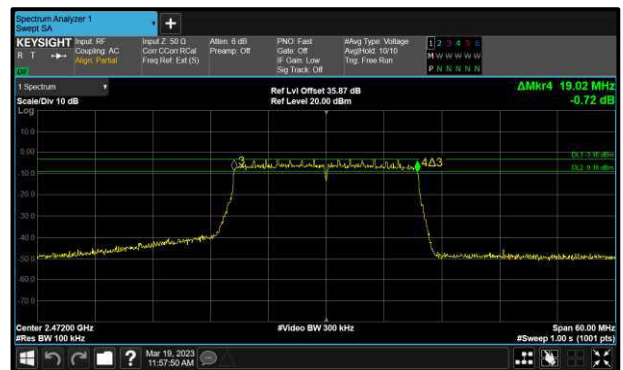 Spectrum Analyzer 1
Swept SA
KEYSIGHT
R T
Input: RF
Coupling: AC
Align: Partial
Input Z: 50 Ω
Corr CCorr RCal
Freq Ref: Ext (S)
Atten: 6 dB
Preamp: Off
PNO: Fast
Gate: Off
IF Gain: Low
Sig Track: Off
#Avg Type: Voltage
Avg|Hold: 10/10
Trig: Free Run
1 2 3 4 5 6
M W W W W W
P N N N N N
1 Spectrum
Scale/Div 10 dB
Log
Ref Lvl Offset 35.87 dB
Ref Level 20.00 dBm
ΔMkr4 19.02 MHz
-0.72 dB
10.0
0.00
-10.0
-20.0
-30.0
-40.0
-50.0
-60.0
-70.0
3
4Δ3
Center 2.47200 GHz
#Res BW 100 kHz
#Video BW 300 kHz
Span 60.00 MHz
#Sweep 1.00 s (1001 pts)
?
Mar 19, 2023
11:57:50 AM